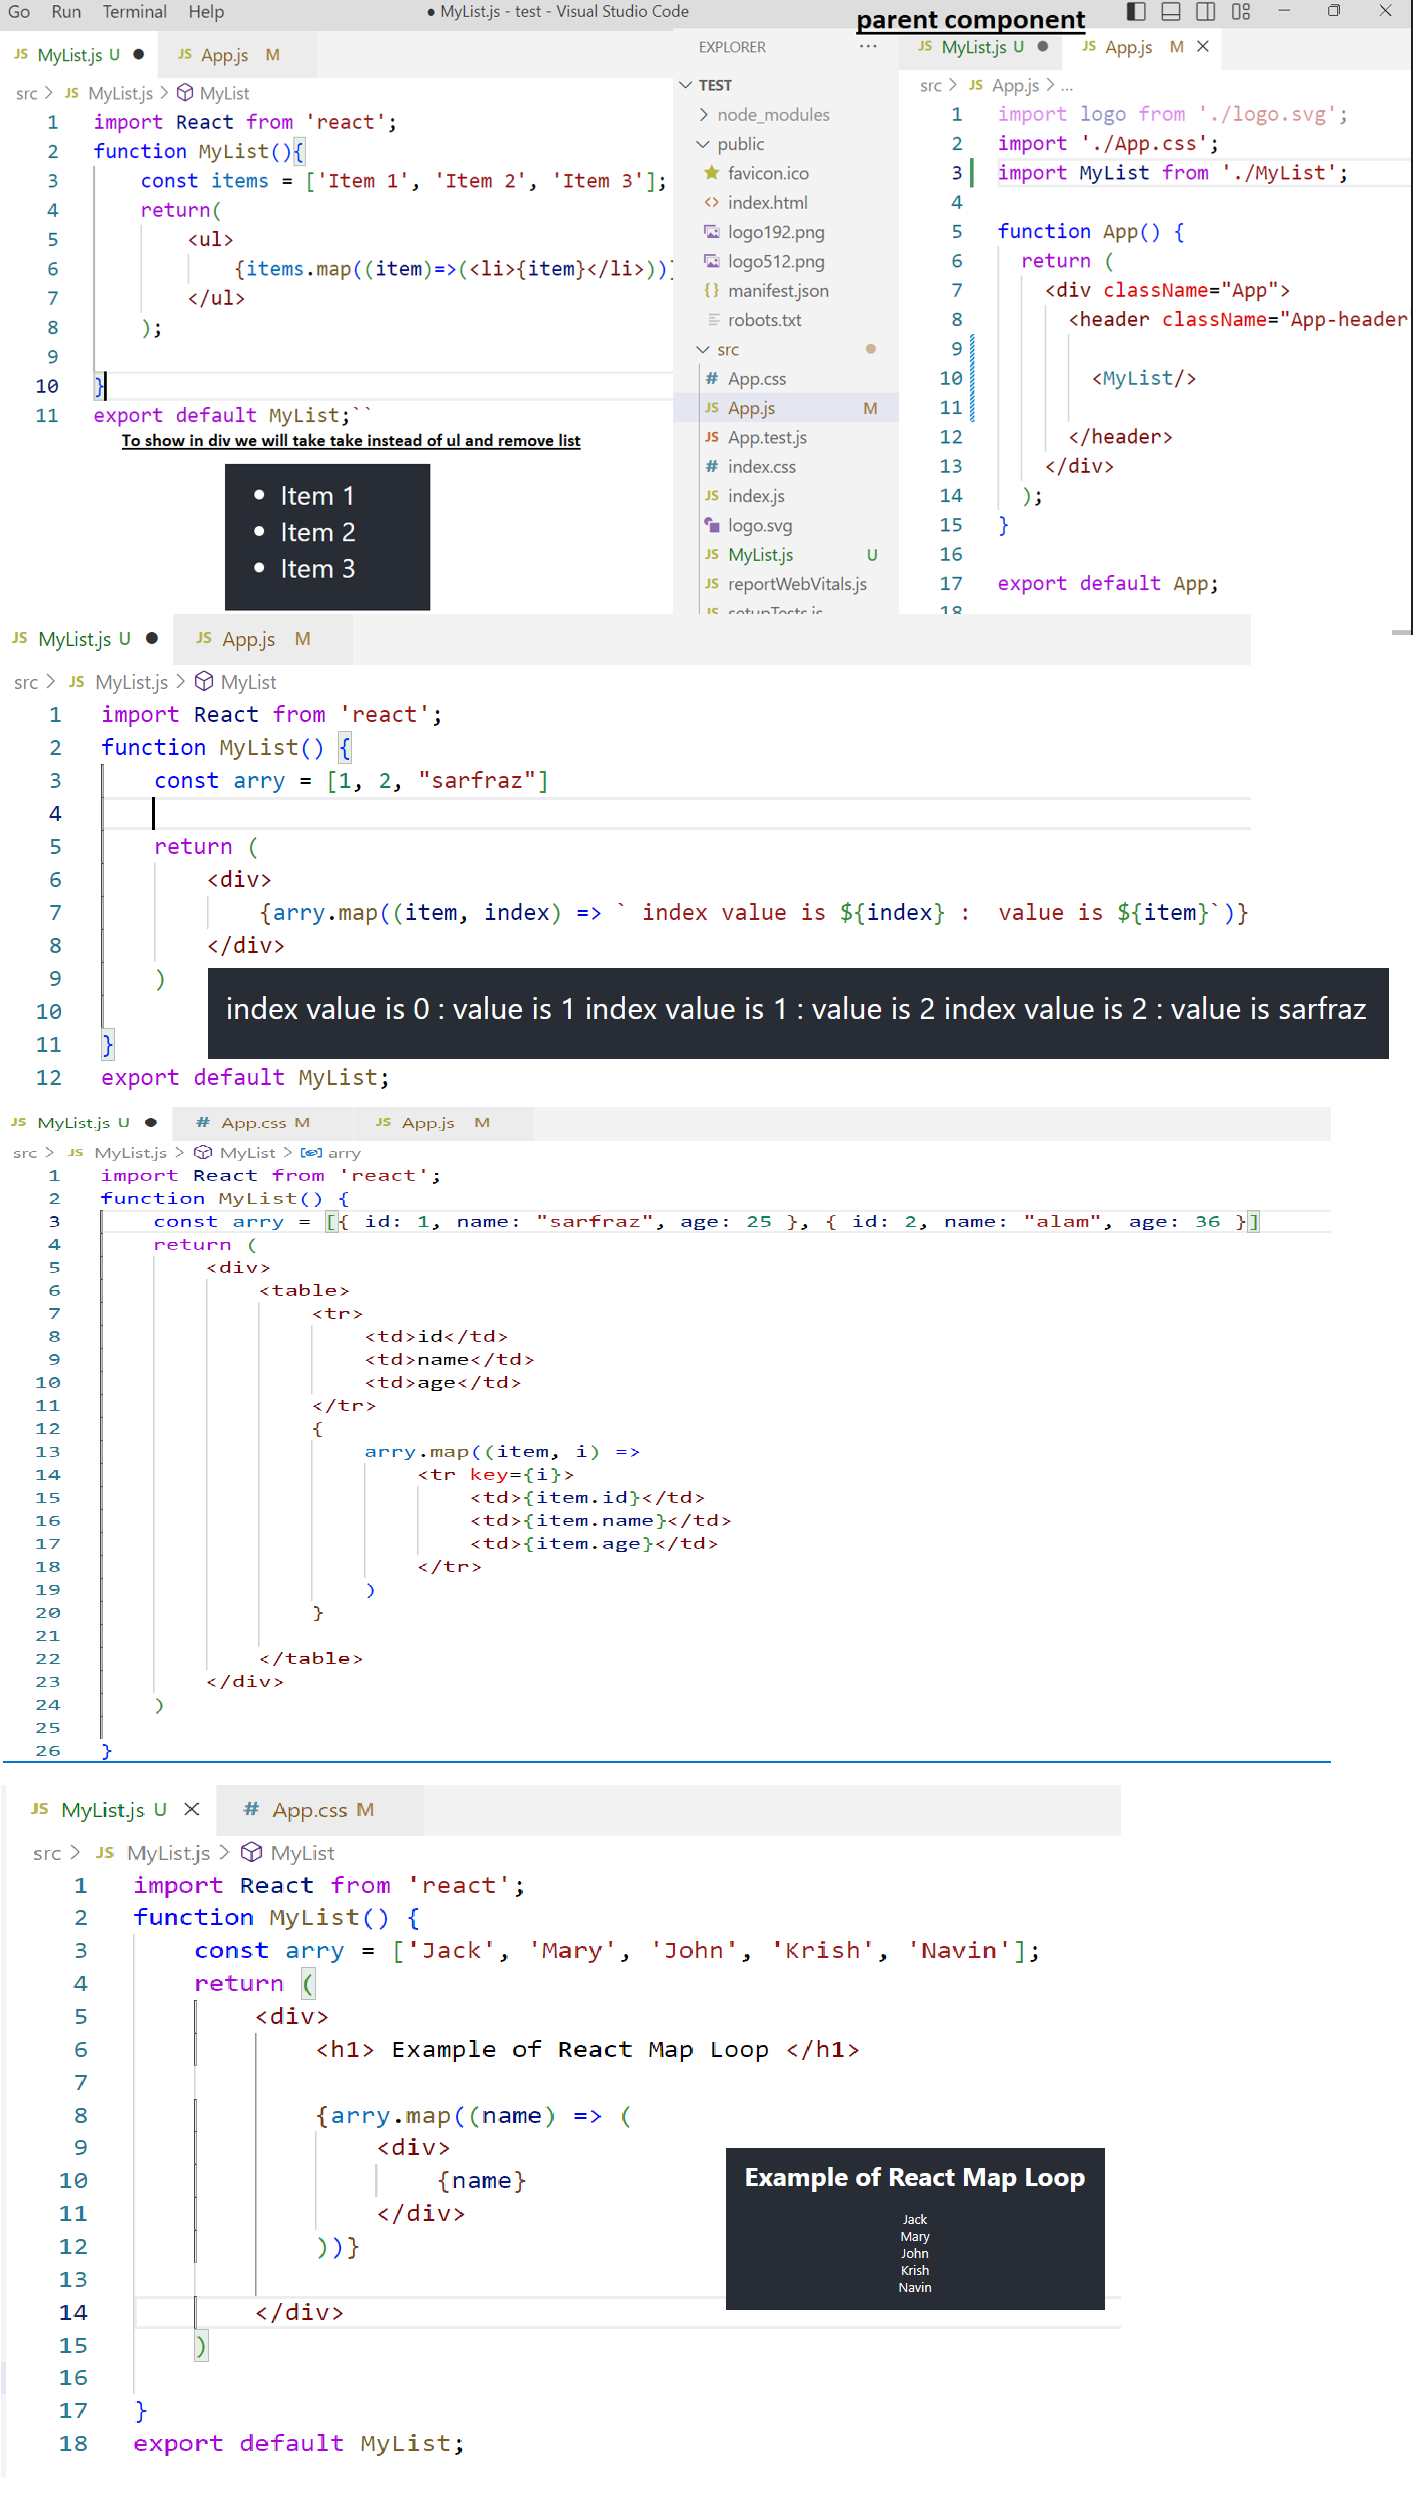 Go Run Terminal Help ● MyList.js - test - Visual Studio Code
parent component
JS MyList.js U ● JS App.js M
src > JS MyList.js > MyList
1 import React from 'react';
2 function MyList(){
3 const items = ['Item 1', 'Item 2', 'Item 3'];
4 return(
5 <ul>
6 {items.map((item)=>(<li>{item}</li>))}
7 </ul>
8 );
9
10 }
11 export default MyList;``
To show in div we will take take instead of ul and remove list
• Item 1
• Item 2
• Item 3
EXPLORER ...
TEST
node_modules
public
favicon.ico
index.html
logo192.png
logo512.png
manifest.json
robots.txt
src
# App.css
JS App.js M
JS App.test.js
# index.css
JS index.js
logo.svg
JS MyList.js U
JS reportWebVitals.js
JS setupTests.js
JS MyList.js U ● JS App.js M
src > JS App.js > ...
1 import logo from './logo.svg';
2 import './App.css';
3 import MyList from './MyList';
4
5 function App() {
6 return (
7 <div className="App">
8 <header className="App-header
9
10 <MyList/>
11
12 </header>
13 </div>
14 );
15 }
16
17 export default App;
18
JS MyList.js U ● JS App.js M
src > JS MyList.js > MyList
1 import React from 'react';
2 function MyList() {
3 const arry = [1, 2, "sarfraz"]
4
5 return (
6 <div>
7 {arry.map((item, index) => ` index value is ${index} :  value is ${item}`)}
8 </div>
9 )
10
11 }
12 export default MyList;
index value is 0 : value is 1 index value is 1 : value is 2 index value is 2 : value is sarfraz
JS MyList.js U ● # App.css M JS App.js M
src > JS MyList.js > MyList > arry
1 import React from 'react';
2 function MyList() {
3 const arry = [{ id: 1, name: "sarfraz", age: 25 }, { id: 2, name: "alam", age: 36 }]
4 return (
5 <div>
6 <table>
7 <tr>
8 <td>id</td>
9 <td>name</td>
10 <td>age</td>
11 </tr>
12 {
13 arry.map((item, i) =>
14 <tr key={i}>
15 <td>{item.id}</td>
16 <td>{item.name}</td>
17 <td>{item.age}</td>
18 </tr>
19 )
20 }
21
22 </table>
23 </div>
24 )
25
26 }
JS MyList.js U # App.css M
src > JS MyList.js > MyList
1 import React from 'react';
2 function MyList() {
3 const arry = ['Jack', 'Mary', 'John', 'Krish', 'Navin'];
4 return (
5 <div>
6 <h1> Example of React Map Loop </h1>
7
8 {arry.map((name) => (
9 <div>
10 {name}
11 </div>
12 ))}
13
14 </div>
15 )
16
17 }
18 export default MyList;
Example of React Map Loop
Jack
Mary
John
Krish
Navin